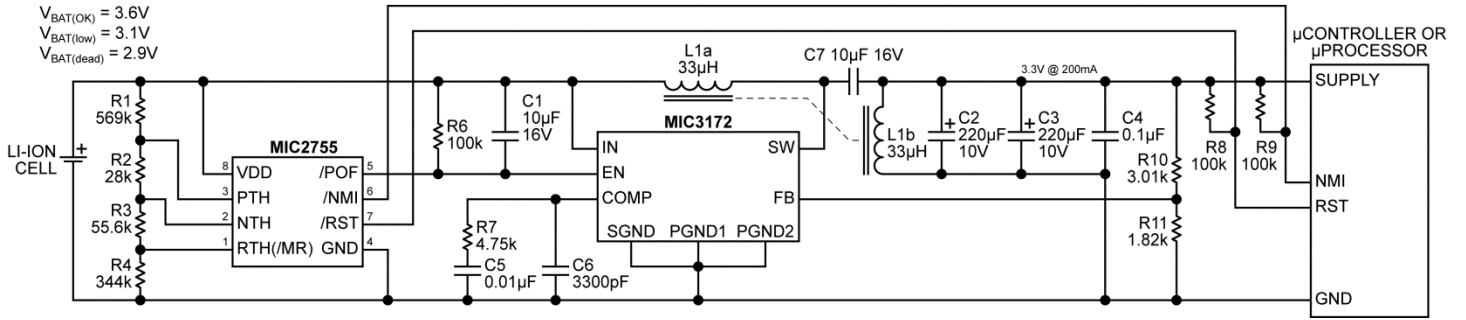 VBAT(OK) = 3.6V
VBAT(low) = 3.1V
VBAT(dead) = 2.9V
LI-ION
CELL
+
R1
569k
R2
28k
R3
55.6k
R4
344k
MIC2755
8
VDD
3
PTH
2
NTH
1
RTH(/MR)
/POF
5
/NMI
6
/RST
7
GND
4
R6
100k
C1
10µF
16V
R7
4.75k
C5
0.01µF
C6
3300pF
L1a
33µH
MIC3172
IN
EN
COMP
SW
FB
SGND
PGND1
PGND2
C7 10µF 16V
L1b
33µH
+
C2
220µF
10V
+
C3
220µF
10V
C4
0.1µF
3.3V @ 200mA
R10
3.01k
R11
1.82k
R8
100k
R9
100k
µCONTROLLER OR
µPROCESSOR
SUPPLY
NMI
RST
GND